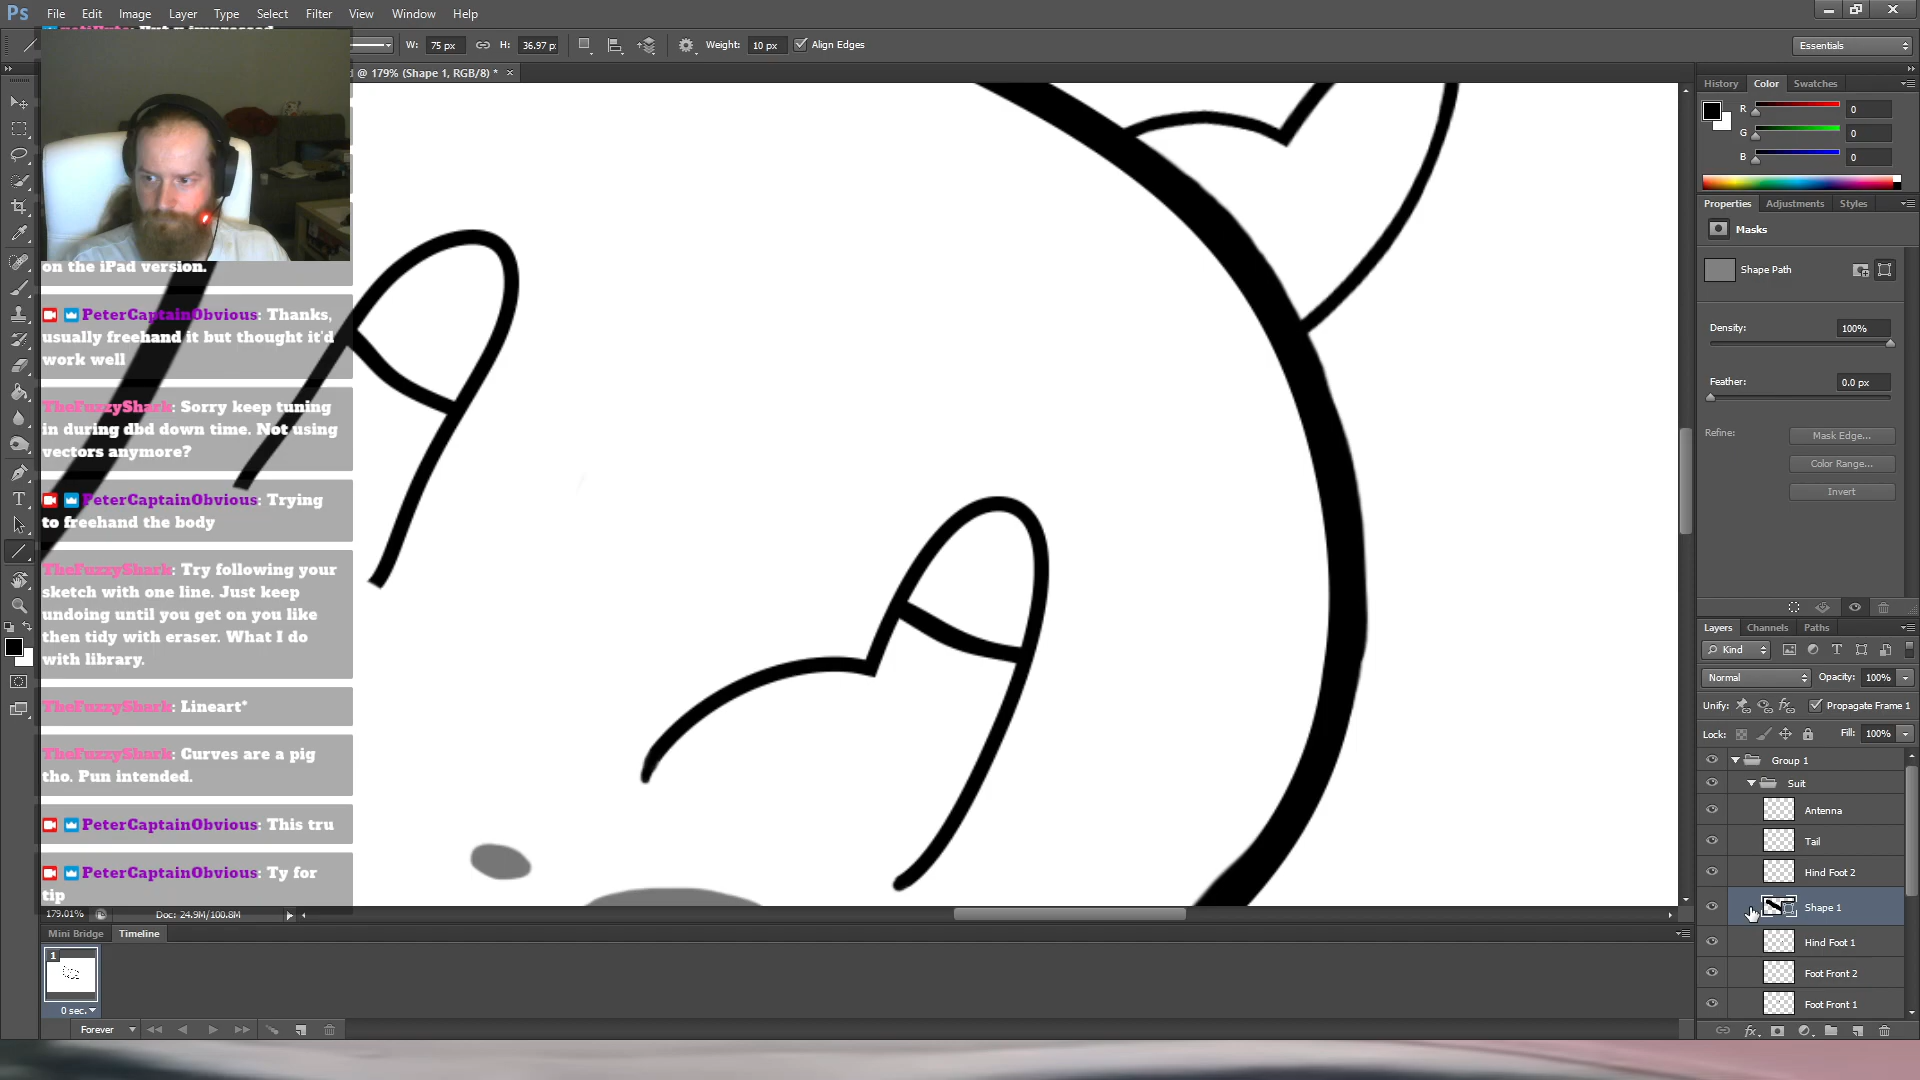 Ps File Edit Image Layer Type Select Filter View Window Help
W: 75 px H: 36.97 p: Weight: 10 px Align Edges Essentials
d @ 179% (Shape 1, RGB/8) * ×
on the iPad version.
PeterCaptainObvious: Thanks,
usually freehand it but thought it'd
work well
TheFuzzyShark: Sorry keep tuning
in during dbd down time. Not using
vectors anymore?
PeterCaptainObvious: Trying
to freehand the body
TheFuzzyShark: Try following your
sketch with one line. Just keep
undoing until you get on you like
then tidy with eraser. What I do
with library.
TheFuzzyShark: Lineart*
TheFuzzyShark: Curves are a pig
tho. Pun intended.
PeterCaptainObvious: This tru
PeterCaptainObvious: Ty for
tip
179.01% Doc: 24.9M/100.8M
Mini Bridge Timeline
1
0 sec.
Forever
History Color Swatches
R 0
G 0
B 0
Properties Adjustments Styles
Masks
Shape Path
Density: 100%
Feather: 0.0 px
Refine: Mask Edge...
Color Range...
Invert
Layers Channels Paths
Kind
Normal Opacity: 100%
Unify: Propagate Frame 1
Lock: Fill: 100%
Group 1
Suit
Antenna
Tail
Hind Foot 2
Shape 1
Hind Foot 1
Foot Front 2
Foot Front 1